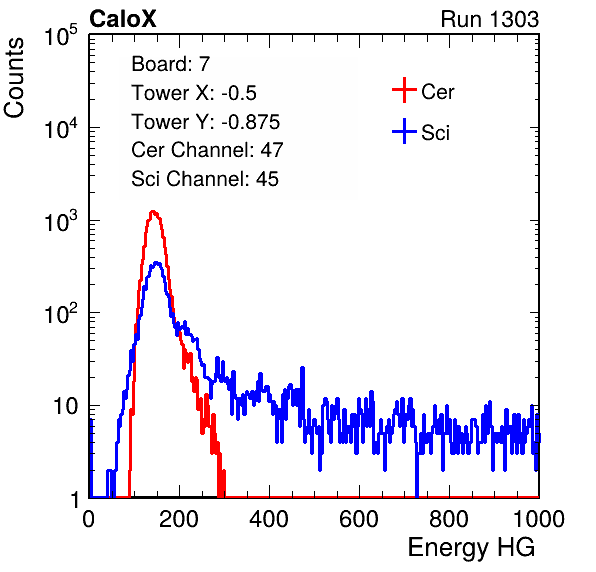 CaloX Run 1303
Counts
Board: 7
Tower X: -0.5
Tower Y: -0.875
Cer Channel: 47
Sci Channel: 45
Cer
Sci
10^5
10^4
10^3
10^2
10
1
0 200 400 600 800 1000
Energy HG